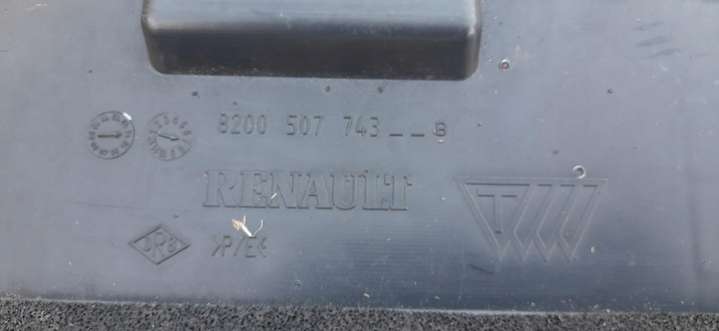 8200 507 743 _ _ B
RENAULT
>P/E<